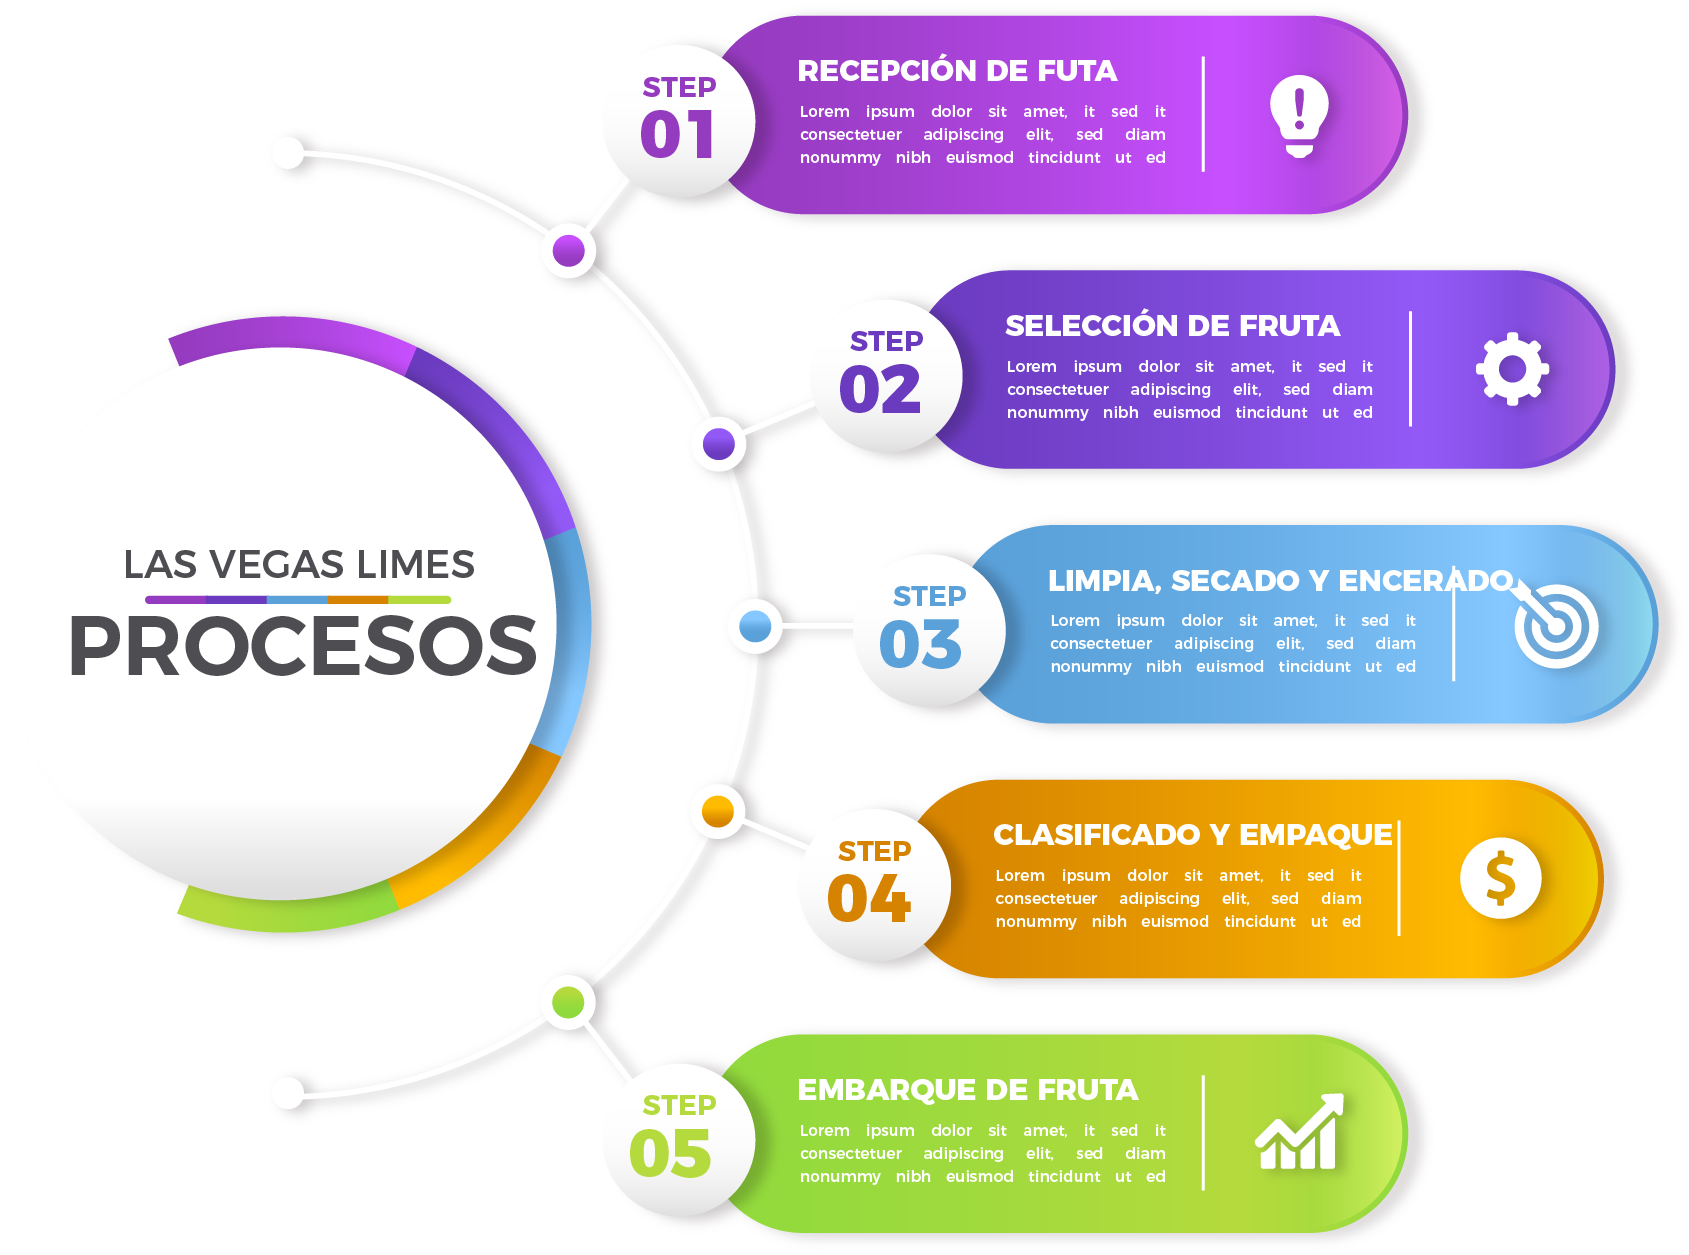 LAS VEGAS LIMES
PROCESOS
STEP
01
RECEPCIÓN DE FUTA
Lorem ipsum dolor sit amet, it sed it
consectetuer adipiscing elit, sed diam
nonummy nibh euismod tincidunt ut ed
STEP
02
SELECCIÓN DE FRUTA
Lorem ipsum dolor sit amet, it sed it
consectetuer adipiscing elit, sed diam
nonummy nibh euismod tincidunt ut ed
STEP
03
LIMPIA, SECADO Y ENCERADO
Lorem ipsum dolor sit amet, it sed it
consectetuer adipiscing elit, sed diam
nonummy nibh euismod tincidunt ut ed
STEP
04
CLASIFICADO Y EMPAQUE
Lorem ipsum dolor sit amet, it sed it
consectetuer adipiscing elit, sed diam
nonummy nibh euismod tincidunt ut ed
$
STEP
05
EMBARQUE DE FRUTA
Lorem ipsum dolor sit amet, it sed it
consectetuer adipiscing elit, sed diam
nonummy nibh euismod tincidunt ut ed